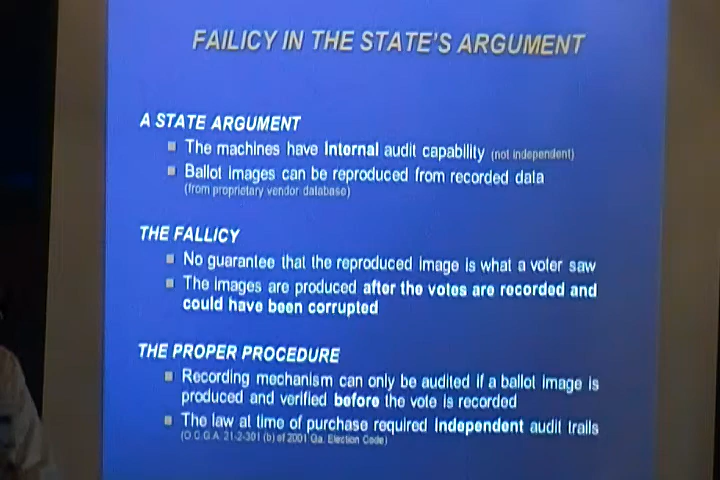 FAILICY IN THE STATE'S ARGUMENT
A STATE ARGUMENT
The machines have Internal audit capability (not independent)
Ballot images can be reproduced from recorded data
(from proprietary vendor database)
THE FALLICY
No guarantee that the reproduced image is what a voter saw
The images are produced after the votes are recorded and
could have been corrupted
THE PROPER PROCEDURE
Recording mechanism can only be audited if a ballot image is
produced and verified before the vote is recorded
The law at time of purchase required Independent audit trails
(O.C.G.A. 21-2-301 (b) of 2001 Ga. Election Code)